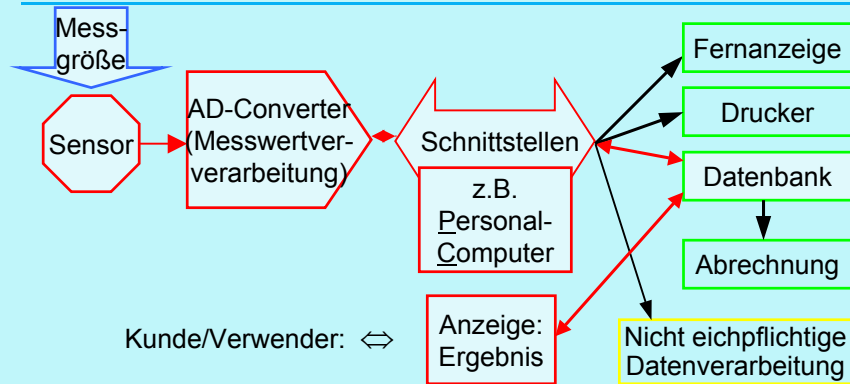 Mess-
größe
Sensor
AD-Converter
(Messwertver-
verarbeitung)
Schnittstellen
z.B.
Personal-
Computer
Fernanzeige
Drucker
Datenbank
Abrechnung
Kunde/Verwender: ⇔
Anzeige:
Ergebnis
Nicht eichpflichtige
Datenverarbeitung